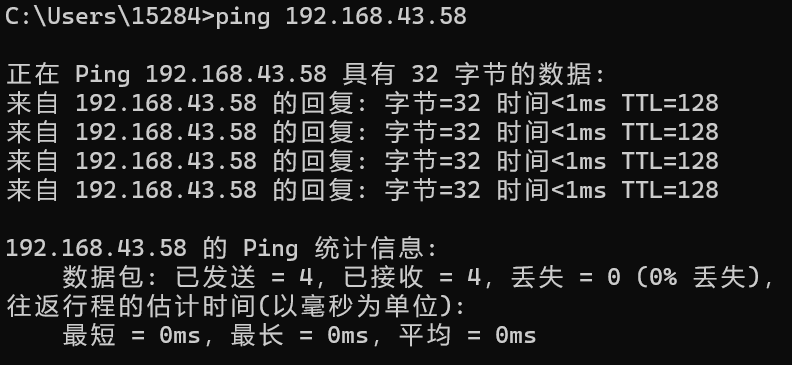 C:\Users\15284>ping 192.168.43.58
正在 Ping 192.168.43.58 具有 32 字节的数据:
来自 192.168.43.58 的回复: 字节=32 时间<1ms TTL=128
来自 192.168.43.58 的回复: 字节=32 时间<1ms TTL=128
来自 192.168.43.58 的回复: 字节=32 时间<1ms TTL=128
来自 192.168.43.58 的回复: 字节=32 时间<1ms TTL=128
192.168.43.58 的 Ping 统计信息:
数据包: 已发送 = 4, 已接收 = 4, 丢失 = 0 (0% 丢失),
往返行程的估计时间(以毫秒为单位):
最短 = 0ms, 最长 = 0ms, 平均 = 0ms